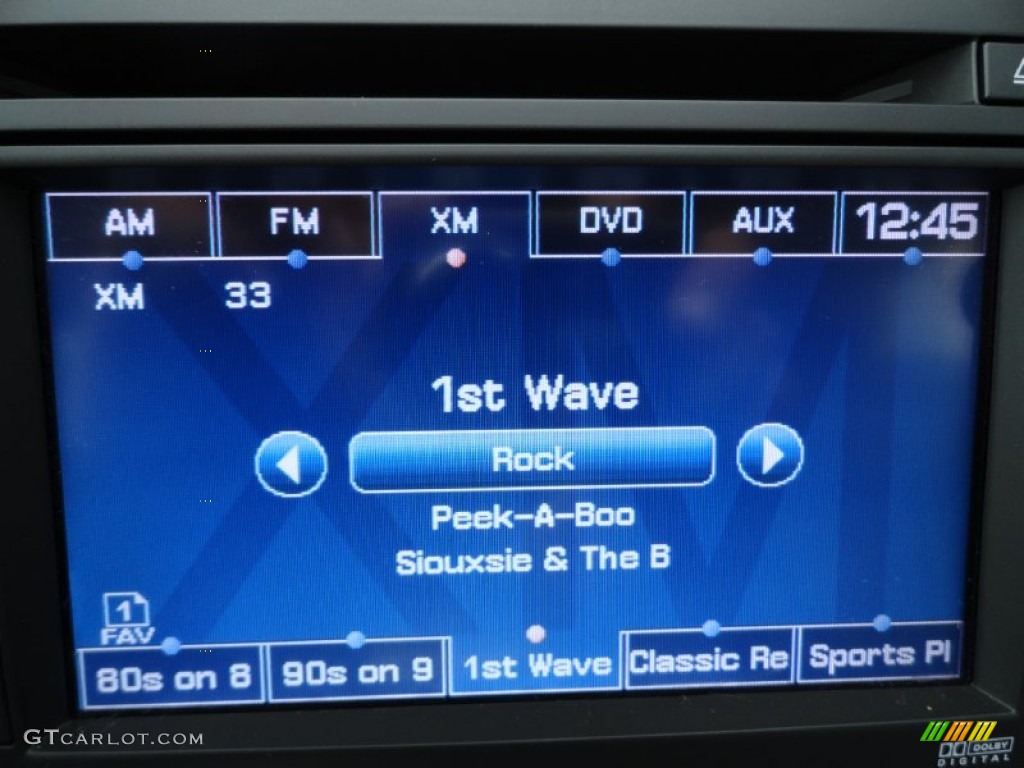 AM FM XM DVD AUX 12:45
XM 33
1st Wave
Rock
Peek-A-Boo
Siouxsie & The B
1
FAV
80s on 8 90s on 9 1st Wave Classic Re Sports Pl
GTCARLOT.COM
DOLBY
DIGITAL